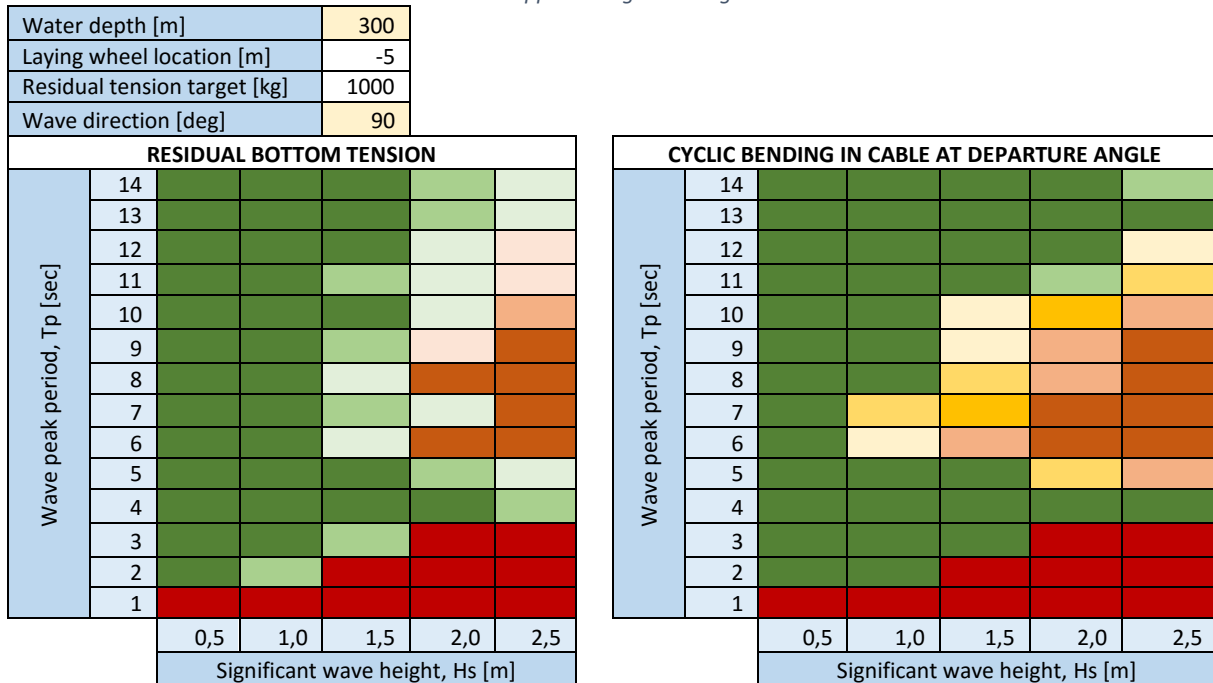 Water depth [m] 300
Laying wheel location [m] -5
Residual tension target [kg] 1000
Wave direction [deg] 90
RESIDUAL BOTTOM TENSION
Wave peak period, Tp [sec]
14
13
12
11
10
9
8
7
6
5
4
3
2
1
0,5 1,0 1,5 2,0 2,5
Significant wave height, Hs [m]
CYCLIC BENDING IN CABLE AT DEPARTURE ANGLE
Wave peak period, Tp [sec]
14
13
12
11
10
9
8
7
6
5
4
3
2
1
0,5 1,0 1,5 2,0 2,5
Significant wave height, Hs [m]